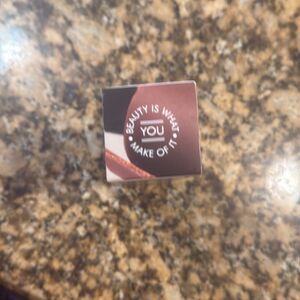 • BEAUTY IS WHAT •
YOU
MAKE OF IT